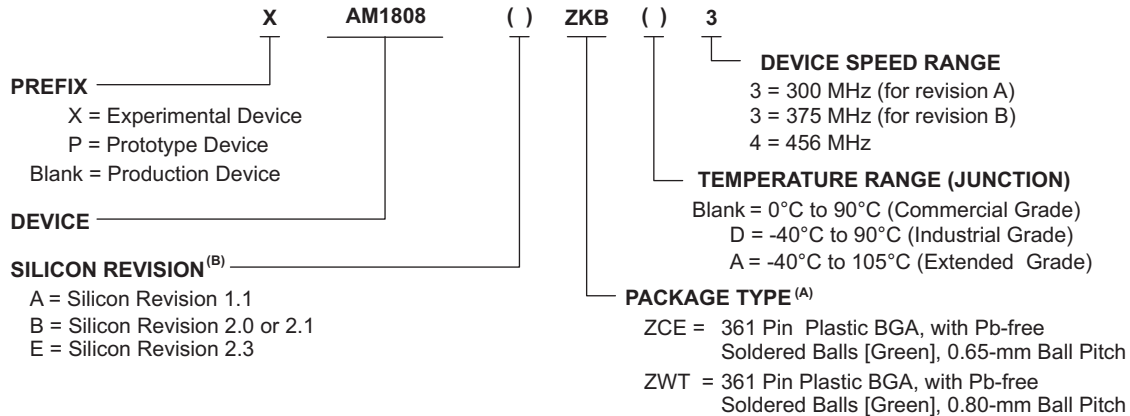 X AM1808 ( ) ZKB ( ) 3
PREFIX
X = Experimental Device
P = Prototype Device
Blank = Production Device
DEVICE
SILICON REVISION(B)
A = Silicon Revision 1.1
B = Silicon Revision 2.0 or 2.1
E = Silicon Revision 2.3
DEVICE SPEED RANGE
3 = 300 MHz (for revision A)
3 = 375 MHz (for revision B)
4 = 456 MHz
TEMPERATURE RANGE (JUNCTION)
Blank = 0°C to 90°C (Commercial Grade)
D = -40°C to 90°C (Industrial Grade)
A = -40°C to 105°C (Extended Grade)
PACKAGE TYPE(A)
ZCE = 361 Pin Plastic BGA, with Pb-free
Soldered Balls [Green], 0.65-mm Ball Pitch
ZWT = 361 Pin Plastic BGA, with Pb-free
Soldered Balls [Green], 0.80-mm Ball Pitch